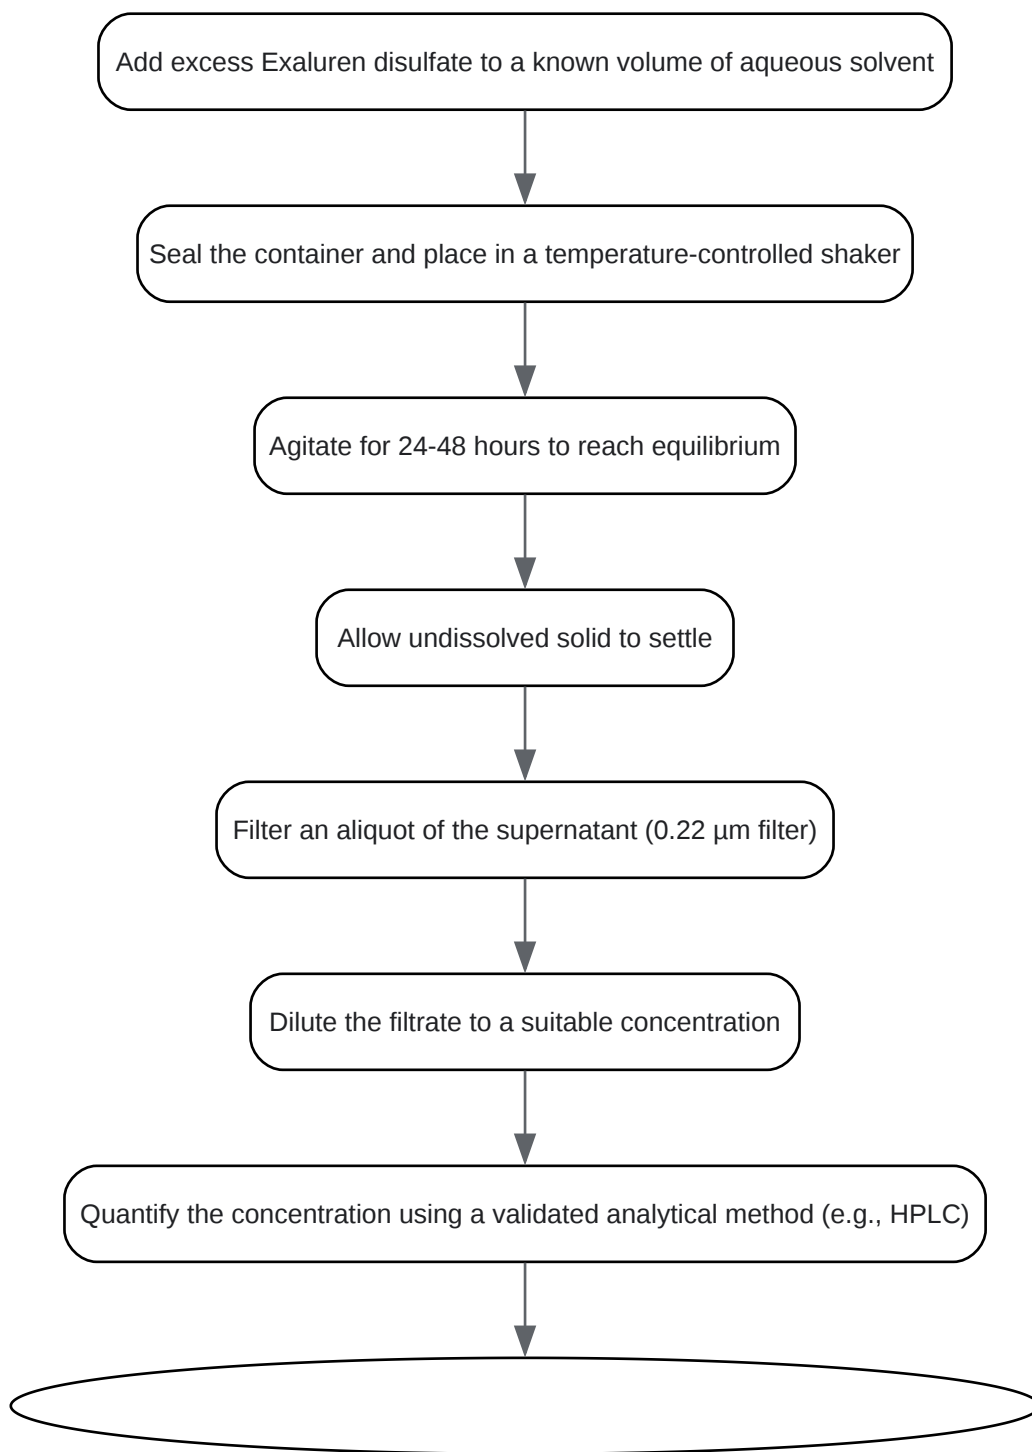 Add excess Exaluren disulfate to a known volume of aqueous solvent
Seal the container and place in a temperature-controlled shaker
Agitate for 24-48 hours to reach equilibrium
Allow undissolved solid to settle
Filter an aliquot of the supernatant (0.22 µm filter)
Dilute the filtrate to a suitable concentration
Quantify the concentration using a validated analytical method (e.g., HPLC)